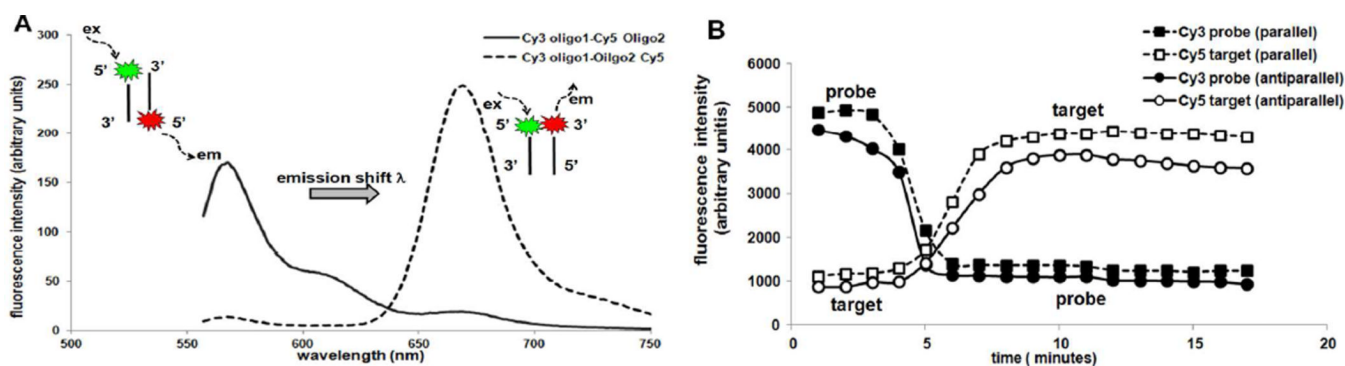 A
300
250
200
150
100
50
0
500
550
600
650
700
750
fluorescence intensity (arbitrary units)
wavelength (nm)
Cy3 oligo1-Cy5 Oligo2
Cy3 oligo1-Oilgo2 Cy5
ex
5’ 3’
3’ 5’
em
emission shift λ
ex em
5’ 3’
3’ 5’
B
Cy3 probe (parallel)
Cy5 target (parallel)
Cy3 probe (antiparallel)
Cy5 target (antiparallel)
6000
5000
4000
3000
2000
1000
0
0
5
10
15
20
fluorescence intensity
(arbitrary unitis)
time ( minutes)
probe
target
target
probe